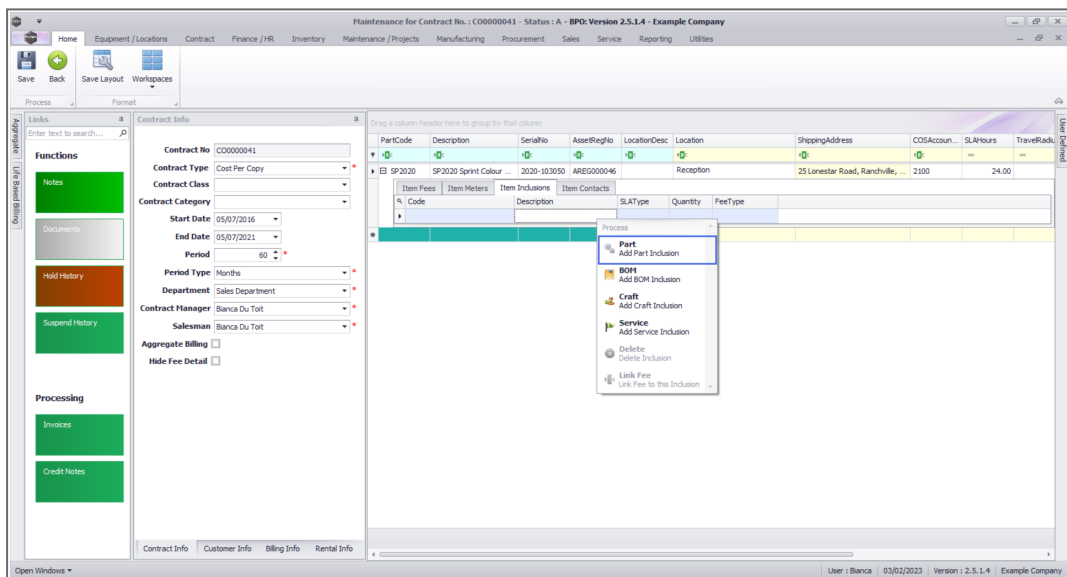 Maintenance for Contract No. : CO0000041 - Status : A - BPO: Version 2.5.1.4 - Example Company
Home Equipment / Locations Contract Finance / HR Inventory Maintenance / Projects Manufacturing Procurement Sales Service Reporting Utilities
Save Back Save Layout Workspaces
Process Format
Aggregate
Life Based Billing
Links
Enter text to search...
Functions
Notes
Documents
Hold History
Suspend History
Processing
Invoices
Credit Notes
Contract Info
Contract No CO0000041
Contract Type Cost Per Copy *
Contract Class
Contract Category
Start Date 05/07/2016
End Date 05/07/2021
Period 60 *
Period Type Months *
Department Sales Department *
Contract Manager Bianca Du Toit *
Salesman Bianca Du Toit *
Aggregate Billing
Hide Fee Detail
Contract Info Customer Info Billing Info Rental Info
Drag a column header here to group by that column
PartCode Description SerialNo AssetRegNo LocationDesc Location ShippingAddress COSAccoun... SLAHours TravelRadiu
SP2020 SP2020 Sprint Colour ... 2020-103050 AREG000046 Reception 25 Lonestar Road, Ranchville, ... 2100 24.00
Item Fees Item Meters Item Inclusions Item Contacts
Code Description SLAType Quantity FeeType
Process
Part
Add Part Inclusion
BOM
Add BOM Inclusion
Craft
Add Craft Inclusion
Service
Add Service Inclusion
Delete
Delete Inclusion
Link Fee
Link Fee to this Inclusion
User Defined
Open Windows
User : Bianca 03/02/2023 Version : 2.5.1.4 Example Company